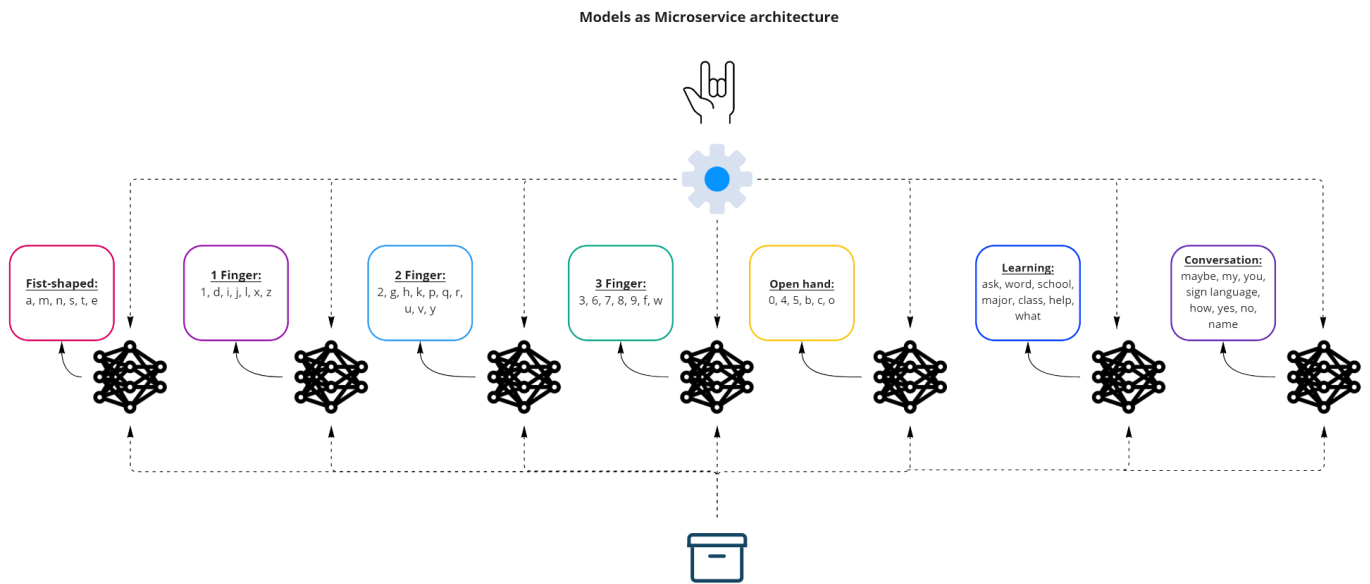 Models as Microservice architecture
Fist-shaped:
a, m, n, s, t, e
1 Finger:
1, d, i, j, l, x, z
2 Finger:
2, g, h, k, p, q, r,
u, v, y
3 Finger:
3, 6, 7, 8, 9, f, w
Open hand:
0, 4, 5, b, c, o
Learning:
ask, word, school,
major, class, help,
what
Conversation:
maybe, my, you,
sign language,
how, yes, no,
name